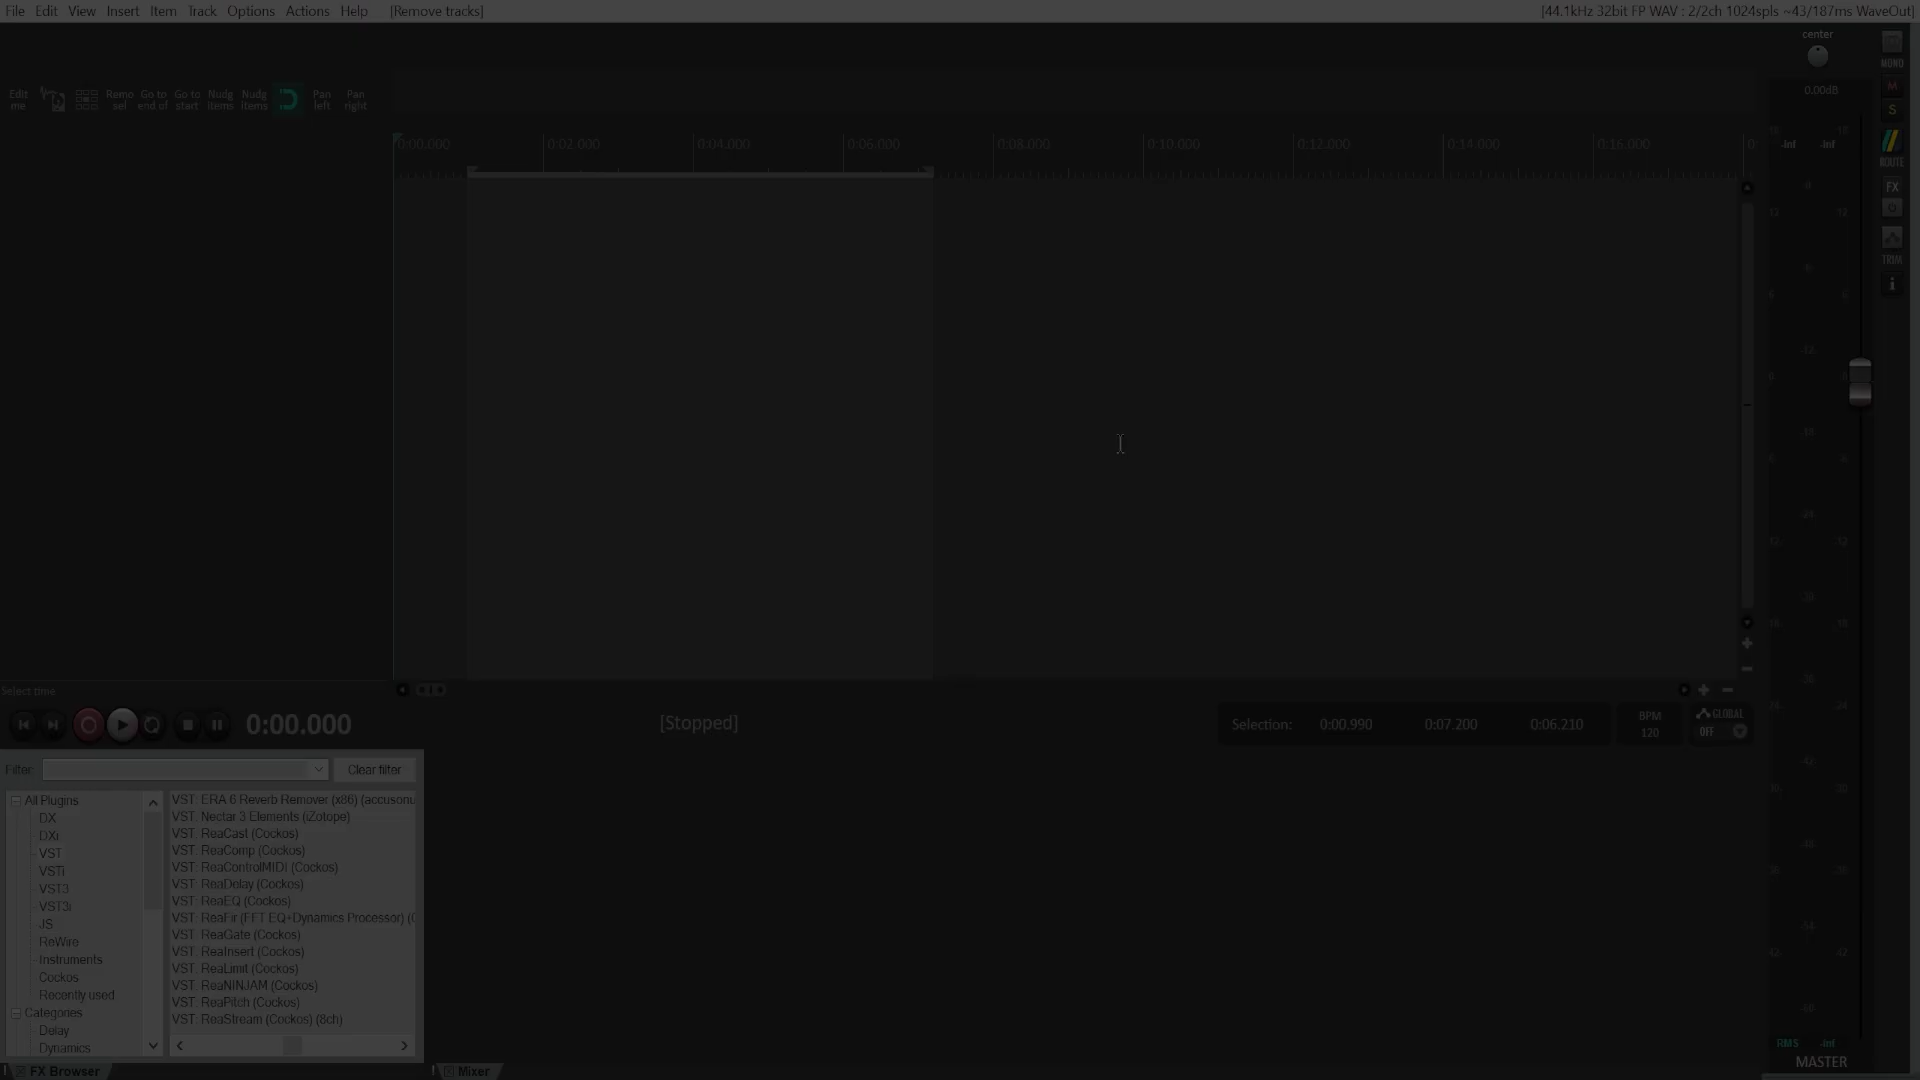 File Edit View Insert Item Track Options Actions Help [Remove tracks]
[44.1kHz 32bit FP WAV : 2/2ch 1024spls ~43/187ms WaveOut]
center
MONO
0.00dB
M
S
-inf -inf
ROUTE
FX
TRIM
Edit me
Remo sel
Go to end of
Go to start
Nudg items
Nudg items
Pan left
Pan right
0:00.000 0:02.000 0:04.000 0:06.000 0:08.000 0:10.000 0:12.000 0:14.000 0:16.000
Select time
0:00.000
[Stopped]
Selection: 0:00.990 0:07.200 0:06.210
BPM
120
GLOBAL
OFF
Filter:
Clear filter
All Plugins
DX
DXi
VST
VSTi
VST3
VST3i
JS
ReWire
Instruments
Cockos
Recently used
Categories
Delay
Dynamics
VST: ERA 6 Reverb Remover (x86) (accusonu
VST: Nectar 3 Elements (iZotope)
VST: ReaCast (Cockos)
VST: ReaComp (Cockos)
VST: ReaControlMIDI (Cockos)
VST: ReaDelay (Cockos)
VST: ReaEQ (Cockos)
VST: ReaFir (FFT EQ+Dynamics Processor) (
VST: ReaGate (Cockos)
VST: ReaInsert (Cockos)
VST: ReaLimit (Cockos)
VST: ReaNINJAM (Cockos)
VST: ReaPitch (Cockos)
VST: ReaStream (Cockos) (8ch)
RMS -inf
MASTER
FX Browser
Mixer